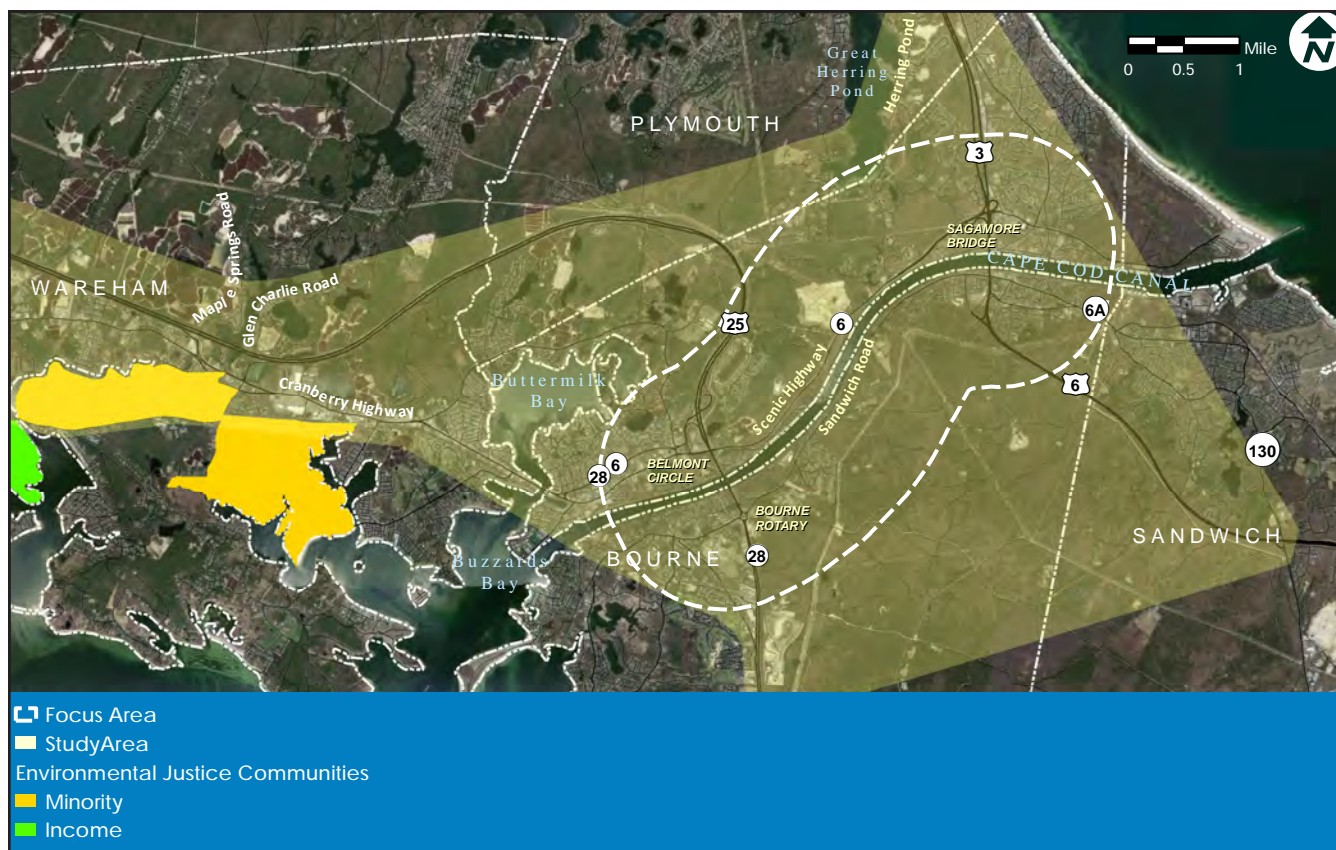 Great
Herring
Pond
Herring Pond
Mile
0 0.5 1
N
PLYMOUTH
3
SAGAMORE
BRIDGE
CAPE COD CANAL
WAREHAM
Maple Springs Road
Glen Charlie Road
25
6
6A
Buttermilk
Bay
Cranberry Highway
Scenic Highway
Sandwich Road
6
130
6
28
BELMONT
CIRCLE
BOURNE
ROTARY
SANDWICH
Buzzards
Bay
BOURNE
28
Focus Area
StudyArea
Environmental Justice Communities
Minority
Income